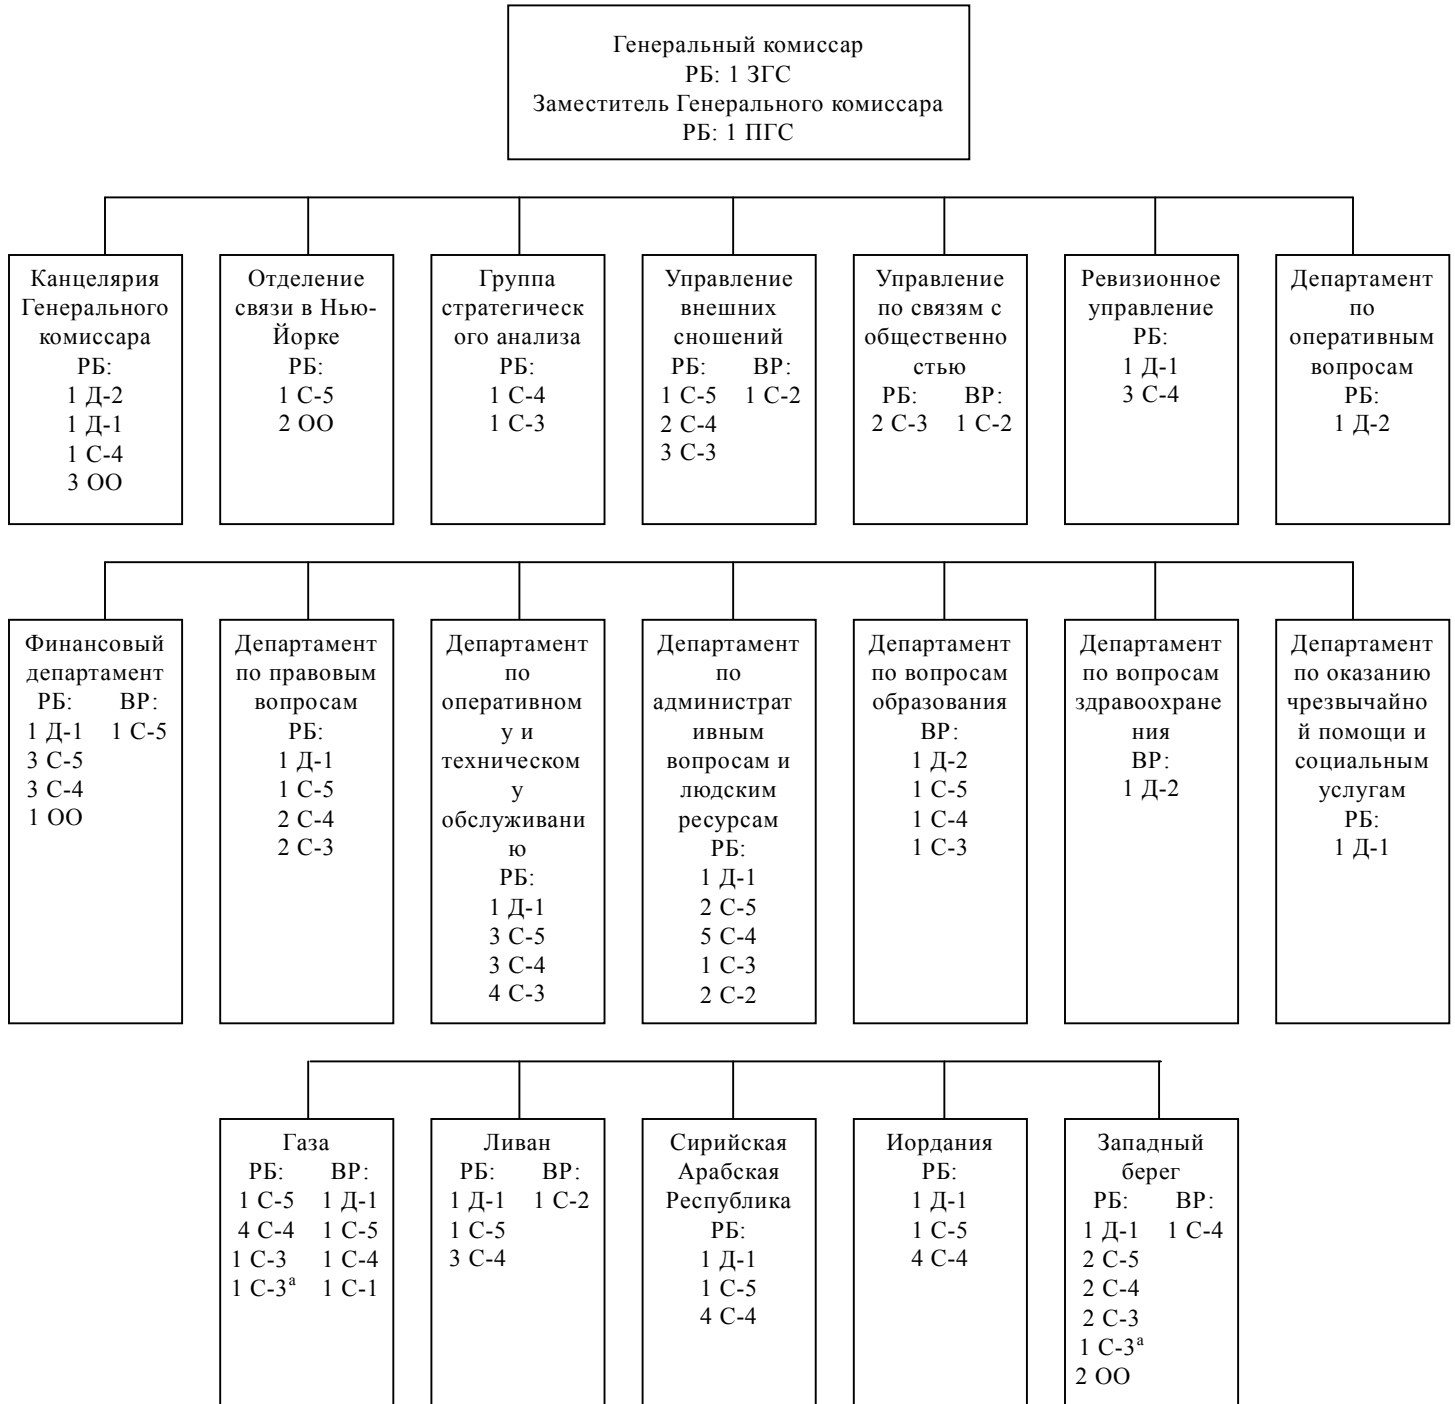 Генеральный комиссар
РБ: 1 ЗГС
Заместитель Генерального комиссара
РБ: 1 ПГС
Канцелярия
Генерального
комиссара
РБ:
1 Д-2
1 Д-1
1 С-4
3 ОО
Отделение
связи в Нью-
Йорке
РБ:
1 С-5
2 ОО
Группа
стратегическ
ого анализа
РБ:
1 С-4
1 С-3
Управление
внешних
сношений
РБ: ВР:
1 С-5 1 С-2
2 С-4
3 С-3
Управление
по связям с
общественно
стью
РБ: ВР:
2 С-3 1 С-2
Ревизионное
управление
РБ:
1 Д-1
3 С-4
Департамент
по
оперативным
вопросам
РБ:
1 Д-2
Финансовый
департамент
РБ: ВР:
1 Д-1 1 С-5
3 С-5
3 С-4
1 ОО
Департамент
по правовым
вопросам
РБ:
1 Д-1
1 С-5
2 С-4
2 С-3
Департамент
по
оперативном
у и
техническом
у
обслуживани
ю
РБ:
1 Д-1
3 С-5
3 С-4
4 С-3
Департамент
по
администрат
ивным
вопросам и
людским
ресурсам
РБ:
1 Д-1
2 С-5
5 С-4
1 С-3
2 С-2
Департамент
по вопросам
образования
ВР:
1 Д-2
1 С-5
1 С-4
1 С-3
Департамент
по вопросам
здравоохране
ния
ВР:
1 Д-2
Департамент
по оказанию
чрезвычайно
й помощи и
социальным
услугам
РБ:
1 Д-1
Газа
РБ: ВР:
1 С-5 1 Д-1
4 С-4 1 С-5
1 С-3 1 С-4
1 С-3ª 1 С-1
Ливан
РБ: ВР:
1 Д-1 1 С-2
1 С-5
3 С-4
Сирийская
Арабская
Республика
РБ:
1 Д-1
1 С-5
4 С-4
Иордания
РБ:
1 Д-1
1 С-5
4 С-4
Западный
берег
РБ: ВР:
1 Д-1 1 С-4
2 С-5
2 С-4
2 С-3
1 С-3ª
2 ОО